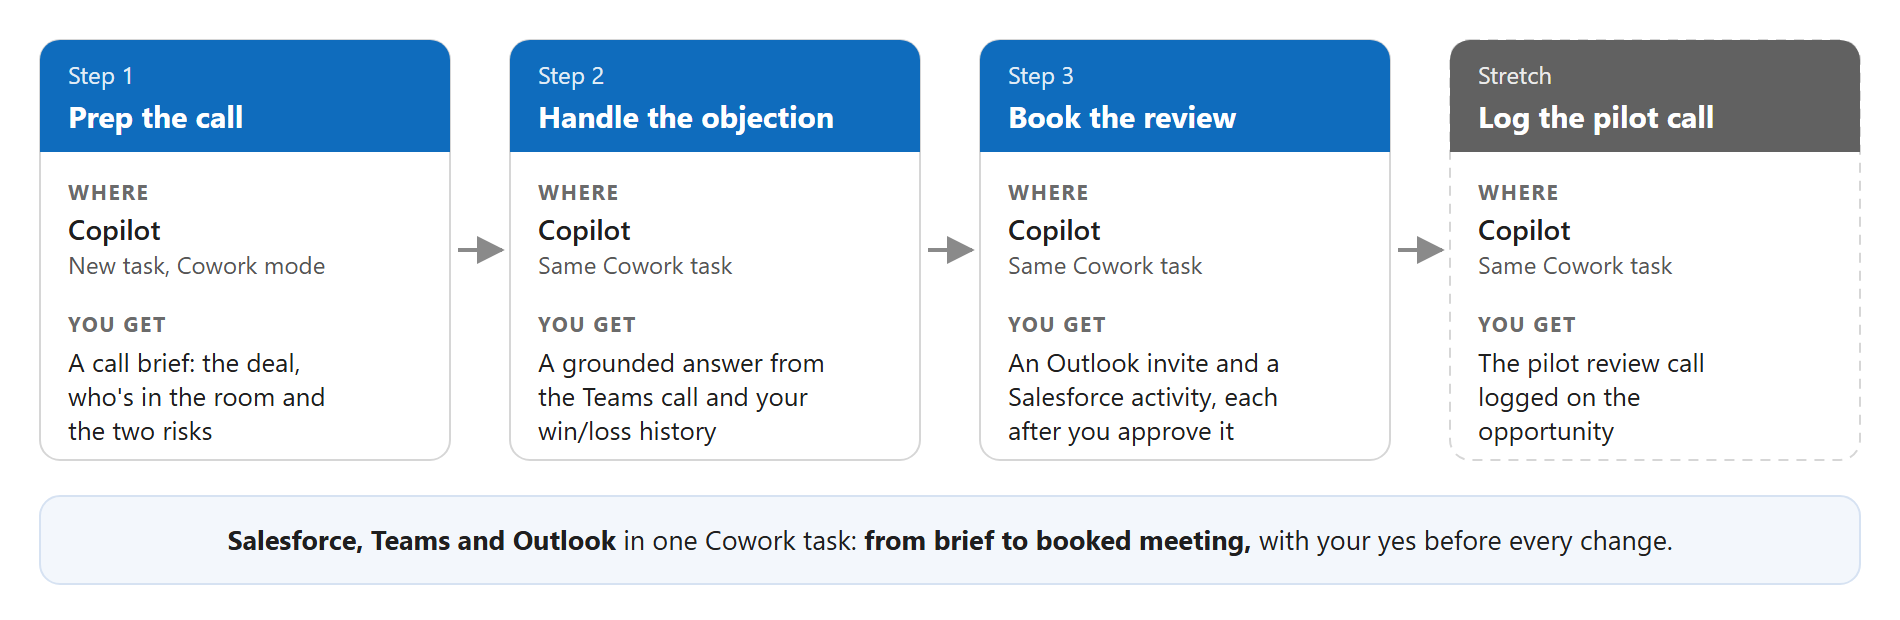 Step 1
Prep the call
WHERE
Copilot
New task, Cowork mode
YOU GET
A call brief: the deal,
who's in the room and
the two risks
Step 2
Handle the objection
WHERE
Copilot
Same Cowork task
YOU GET
A grounded answer from
the Teams call and your
win/loss history
Step 3
Book the review
WHERE
Copilot
Same Cowork task
YOU GET
An Outlook invite and a
Salesforce activity, each
after you approve it
Stretch
Log the pilot call
WHERE
Copilot
Same Cowork task
YOU GET
The pilot review call
logged on the
opportunity
Salesforce, Teams and Outlook in one Cowork task: from brief to booked meeting, with your yes before every change.